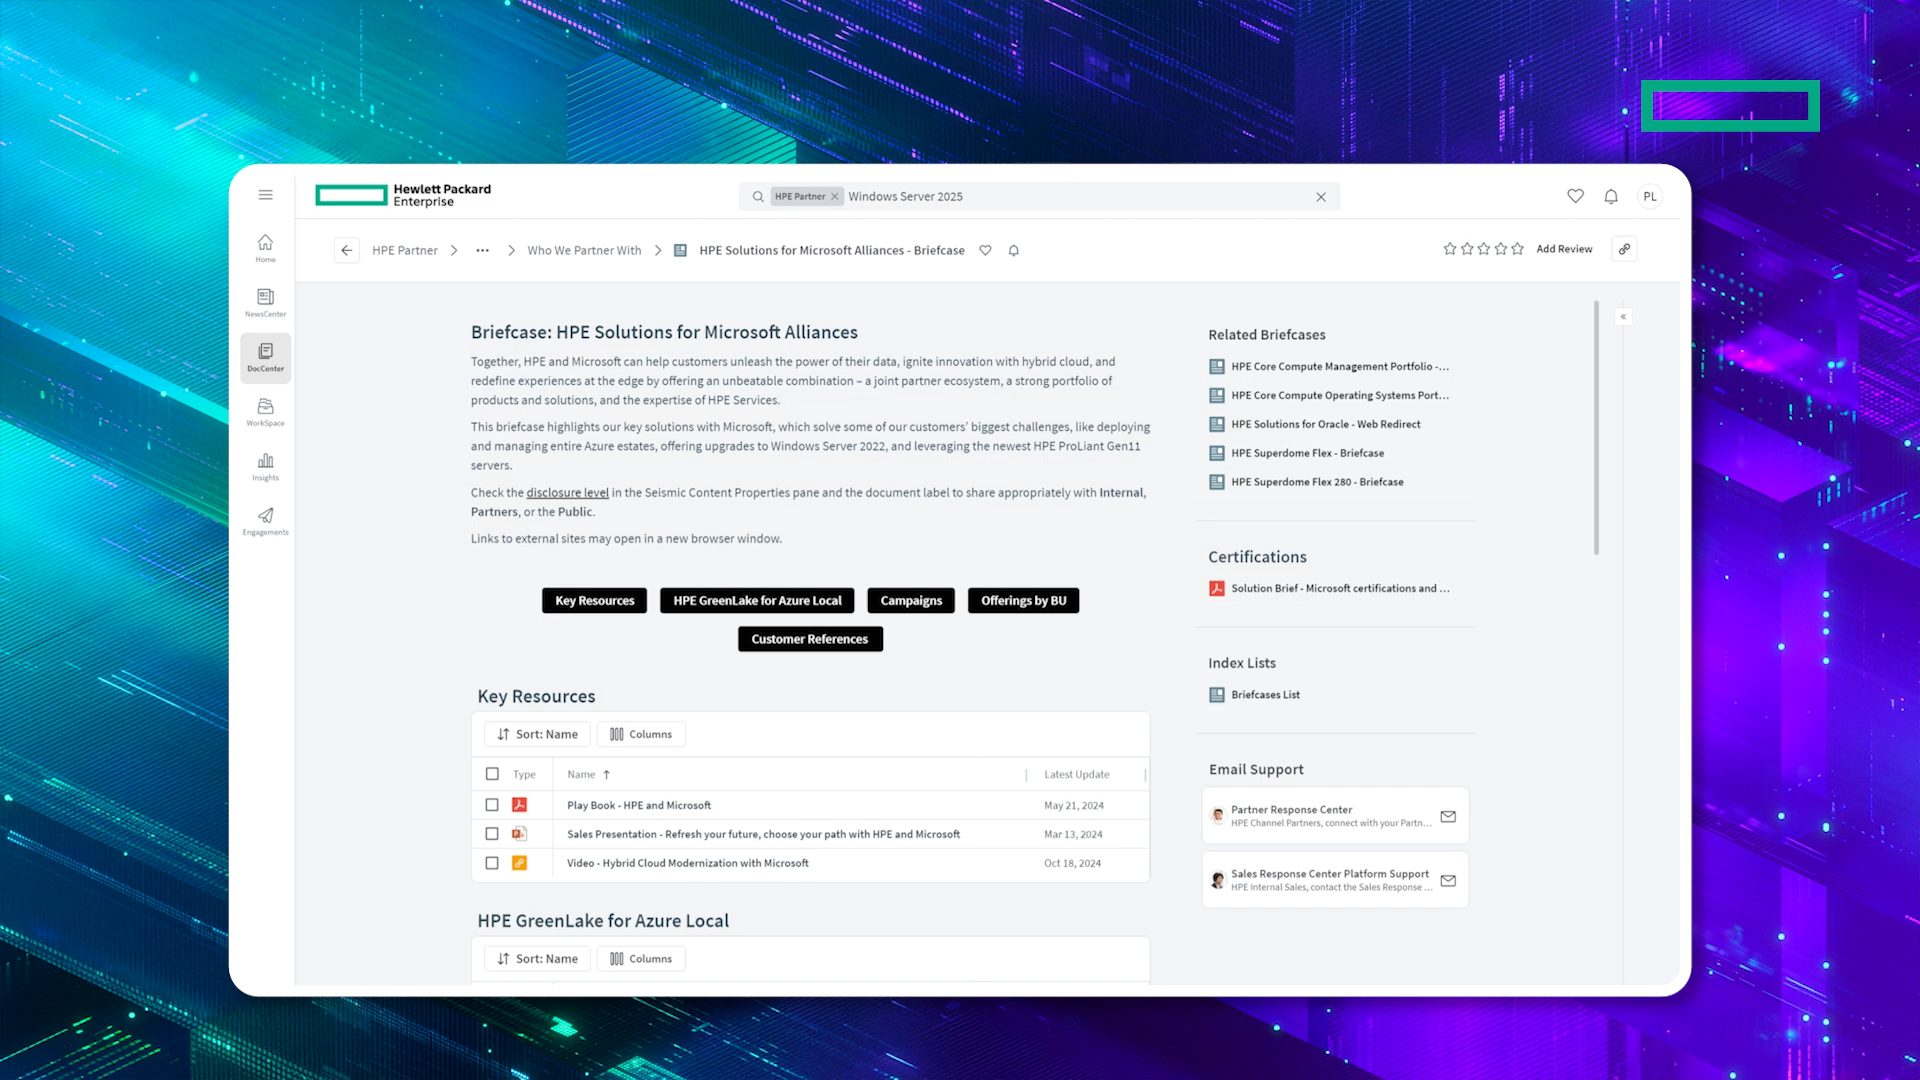 Hewlett Packard
Enterprise
HPE Partner
Windows Server 2025
PL
Home
NewsCenter
DocCenter
WorkSpace
Insights
Engagements
HPE Partner
...
Who We Partner With
HPE Solutions for Microsoft Alliances - Briefcase
Add Review
Briefcase: HPE Solutions for Microsoft Alliances
Together, HPE and Microsoft can help customers unleash the power of their data, ignite innovation with hybrid cloud, and
redefine experiences at the edge by offering an unbeatable combination – a joint partner ecosystem, a strong portfolio of
products and solutions, and the expertise of HPE Services.
This briefcase highlights our key solutions with Microsoft, which solve some of our customers' biggest challenges, like deploying
and managing entire Azure estates, offering upgrades to Windows Server 2022, and leveraging the newest HPE ProLiant Gen11
servers.
Check the disclosure level in the Seismic Content Properties pane and the document label to share appropriately with Internal,
Partners, or the Public.
Links to external sites may open in a new browser window.
Key Resources
HPE GreenLake for Azure Local
Campaigns
Offerings by BU
Customer References
Key Resources
Sort: Name
Columns
Type
Name
Latest Update
Play Book - HPE and Microsoft
May 21, 2024
Sales Presentation - Refresh your future, choose your path with HPE and Microsoft
Mar 13, 2024
Video - Hybrid Cloud Modernization with Microsoft
Oct 18, 2024
HPE GreenLake for Azure Local
Sort: Name
Columns
Related Briefcases
HPE Core Compute Management Portfolio -...
HPE Core Compute Operating Systems Port...
HPE Solutions for Oracle - Web Redirect
HPE Superdome Flex - Briefcase
HPE Superdome Flex 280 - Briefcase
Certifications
Solution Brief - Microsoft certifications and ...
Index Lists
Briefcases List
Email Support
Partner Response Center
HPE Channel Partners, connect with your Partn...
Sales Response Center Platform Support
HPE Internal Sales, contact the Sales Response ...